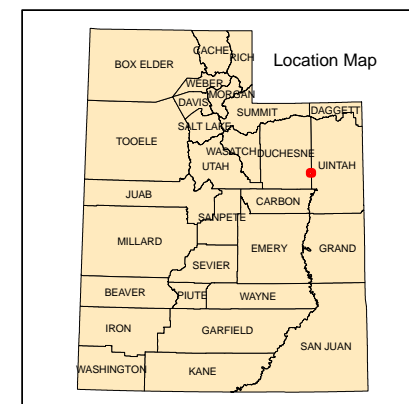 CACHE
RICH
BOX ELDER
Location Map
WEBER
MORGAN
DAVIS
SUMMIT
DAGGETT
SALT LAKE
TOOELE
WASATCH
DUCHESNE
UINTAH
UTAH
JUAB
CARBON
SANPETE
MILLARD
EMERY
GRAND
SEVIER
BEAVER
PIUTE
WAYNE
IRON
GARFIELD
SAN JUAN
WASHINGTON
KANE